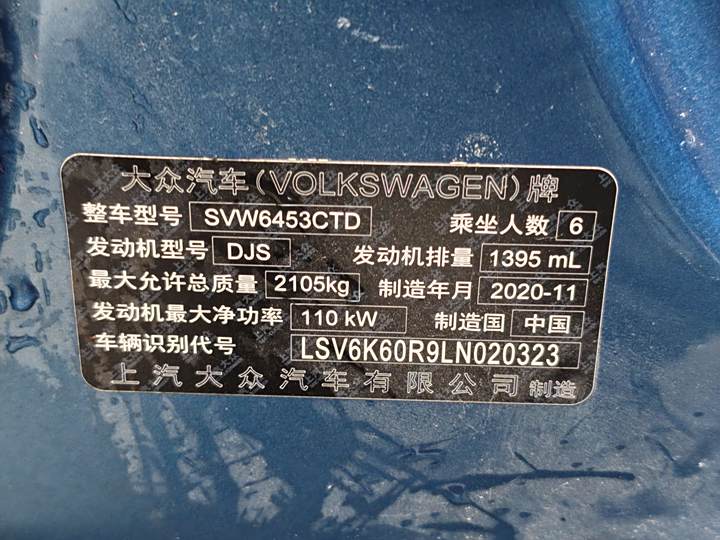 大众汽车(VOLKSWAGEN)牌
整车型号 SVW6453CTD 乘坐人数 6
发动机型号 DJS 发动机排量 1395 mL
最大允许总质量 2105kg 制造年月 2020-11
发动机最大净功率 110 kW 制造国 中国
车辆识别代号 LSV6K60R9LN020323
上汽大众汽车有限公司 制造